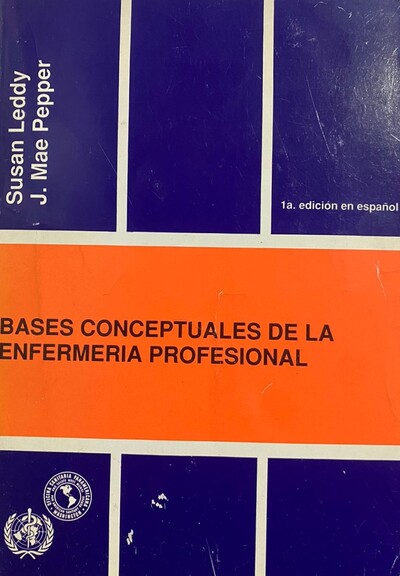 Susan Leddy
J. Mae Pepper
1a. edición en español
BASES CONCEPTUALES DE LA
ENFERMERIA PROFESIONAL